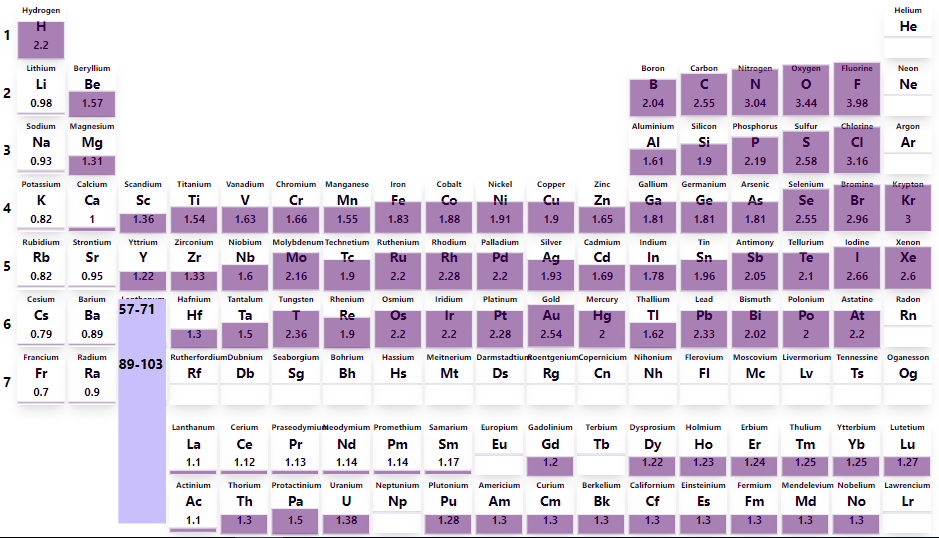 Hydrogen Helium
1 H He
2.2
Lithium Beryllium Boron Carbon Nitrogen Oxygen Fluorine Neon
2 Li Be B C N O F Ne
0.98 1.57 2.04 2.55 3.04 3.44 3.98
Sodium Magnesium Aluminium Silicon Phosphorus Sulfur Chlorine Argon
3 Na Mg Al Si P S Cl Ar
0.93 1.31 1.61 1.9 2.19 2.58 3.16
Potassium Calcium Scandium Titanium Vanadium Chromium Manganese Iron Cobalt Nickel Copper Zinc Gallium Germanium Arsenic Selenium Bromine Krypton
4 K Ca Sc Ti V Cr Mn Fe Co Ni Cu Zn Ga Ge As Se Br Kr
0.82 1 1.36 1.54 1.63 1.66 1.55 1.83 1.88 1.91 1.9 1.65 1.81 1.81 1.81 2.55 2.96 3
Rubidium Strontium Yttrium Zirconium Niobium Molybdenum Technetium Ruthenium Rhodium Palladium Silver Cadmium Indium Tin Antimony Tellurium Iodine Xenon
5 Rb Sr Y Zr Nb Mo Tc Ru Rh Pd Ag Cd In Sn Sb Te I Xe
0.82 0.95 1.22 1.33 1.6 2.16 1.9 2.2 2.28 2.2 1.93 1.69 1.78 1.96 2.05 2.1 2.66 2.6
Cesium Barium Hafnium Tantalum Tungsten Rhenium Osmium Iridium Platinum Gold Mercury Thallium Lead Bismuth Polonium Astatine Radon
6 Cs Ba 57-71 Hf Ta T Re Os Ir Pt Au Hg Tl Pb Bi Po At Rn
0.79 0.89 1.3 1.5 2.36 1.9 2.2 2.2 2.28 2.54 2 1.62 2.33 2.02 2 2.2
Francium Radium 89-103 Rutherfordium Dubnium Seaborgium Bohrium Hassium Meitnerium Darmstadtium Roentgenium Copernicium Nihonium Flerovium Moscovium Livermorium Tennessine Oganesson
7 Fr Ra Rf Db Sg Bh Hs Mt Ds Rg Cn Nh Fl Mc Lv Ts Og
0.7 0.9
Lanthanum Cerium Praseodymium Neodymium Promethium Samarium Europium Gadolinium Terbium Dysprosium Holmium Erbium Thulium Ytterbium Lutetium
La Ce Pr Nd Pm Sm Eu Gd Tb Dy Ho Er Tm Yb Lu
1.1 1.12 1.13 1.14 1.14 1.17 1.2 1.22 1.23 1.24 1.25 1.25 1.27
Actinium Thorium Protactinium Uranium Neptunium Plutonium Americium Curium Berkelium Californium Einsteinium Fermium Mendelevium Nobelium Lawrencium
Ac Th Pa U Np Pu Am Cm Bk Cf Es Fm Md No Lr
1.1 1.3 1.5 1.38 1.28 1.3 1.3 1.3 1.3 1.3 1.3 1.3 1.3